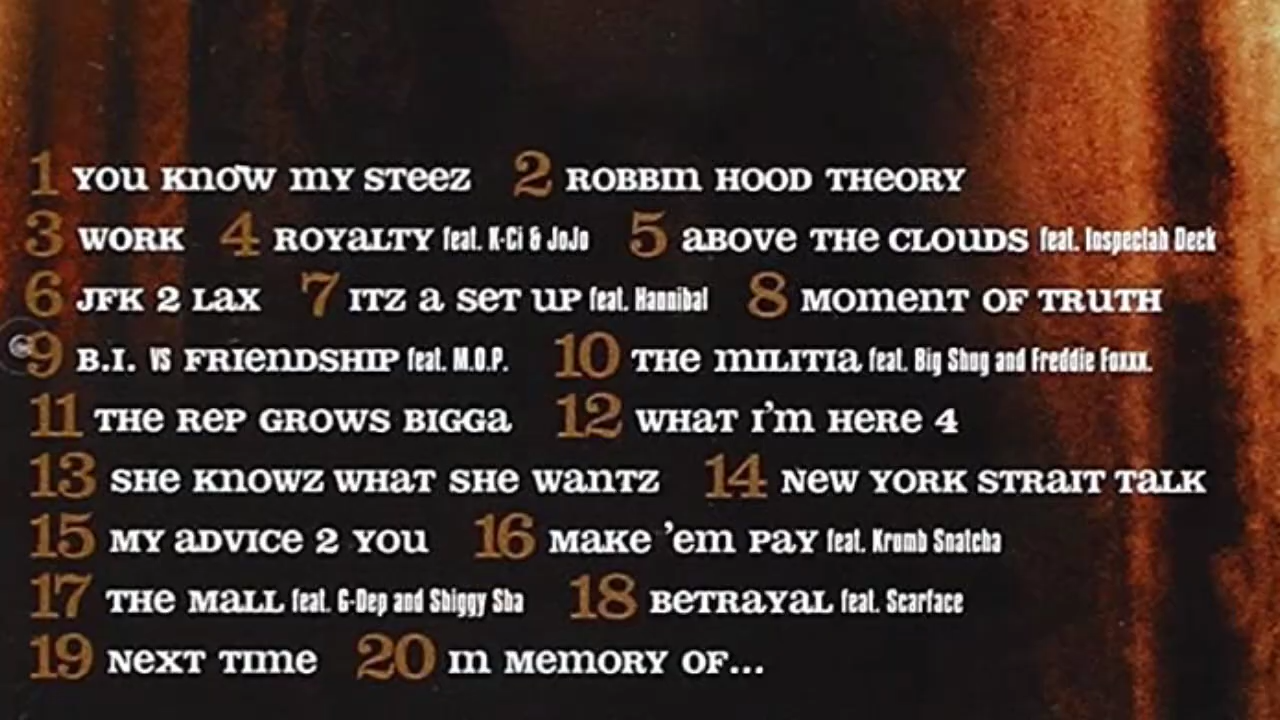 1 YOU KNOW MY STEEZ 2 ROBBIN HOOD THEORY
3 WORK 4 ROYALTY feat. K-Ci & JoJo 5 ABOVE THE CLOUDS feat. Inspectah Deck
6 JFK 2 LAX 7 ITZ A SET UP feat. Hannibal 8 MOMENT OF TRUTH
9 B.I. VS FRIENDSHIP feat. M.O.P. 10 THE MILITIA feat. Big Shug and Freddie Foxxx.
11 THE REP GROWS BIGGA 12 WHAT I'M HERE 4
13 SHE KNOWZ WHAT SHE WANTZ 14 NEW YORK STRAIT TALK
15 MY ADVICE 2 YOU 16 MAKE 'EM PAY feat. Krumb Snatcha
17 THE MALL feat. G-Dep and Shiggy Sha 18 BETRAYAL feat. Scarface
19 NEXT TIME 20 IN MEMORY OF...